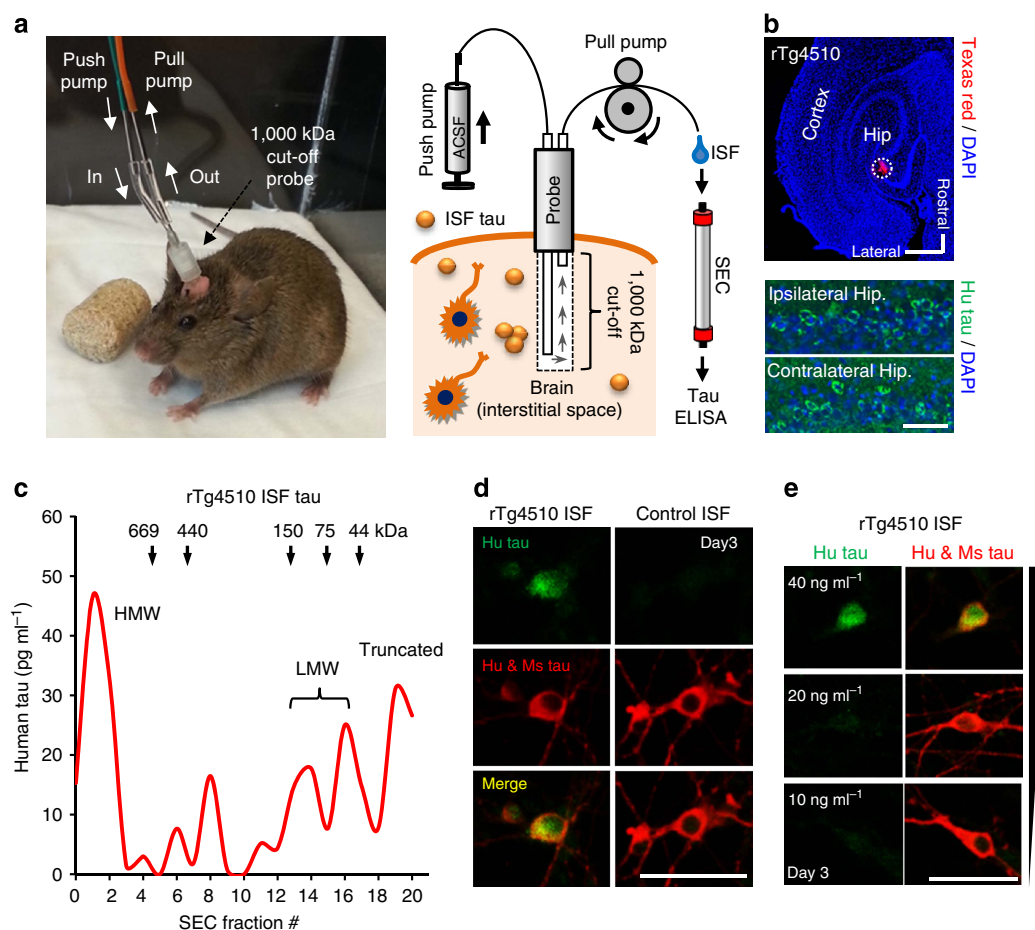 a
Push pump
Pull pump
1,000 kDa cut-off probe
In
Out
Push pump
ACSF
Pull pump
ISF
Probe
ISF tau
1,000 kDa cut-off
SEC
Brain
(interstitial space)
Tau
ELISA
b
rTg4510
Cortex
Hip
Rostral
Lateral
Texas red / DAPI
Ipsilateral Hip.
Contralateral Hip.
Hu tau / DAPI
c
rTg4510 ISF tau
669 440 150 75 44 kDa
HMW
LMW
Truncated
Human tau (pg ml⁻¹)
60
50
40
30
20
10
0
0 2 4 6 8 10 12 14 16 18 20
SEC fraction #
d
rTg4510 ISF
Control ISF
Hu tau
Day3
Hu & Ms tau
Merge
e
rTg4510 ISF
Hu tau
Hu & Ms tau
40 ng ml⁻¹
20 ng ml⁻¹
10 ng ml⁻¹
Day 3